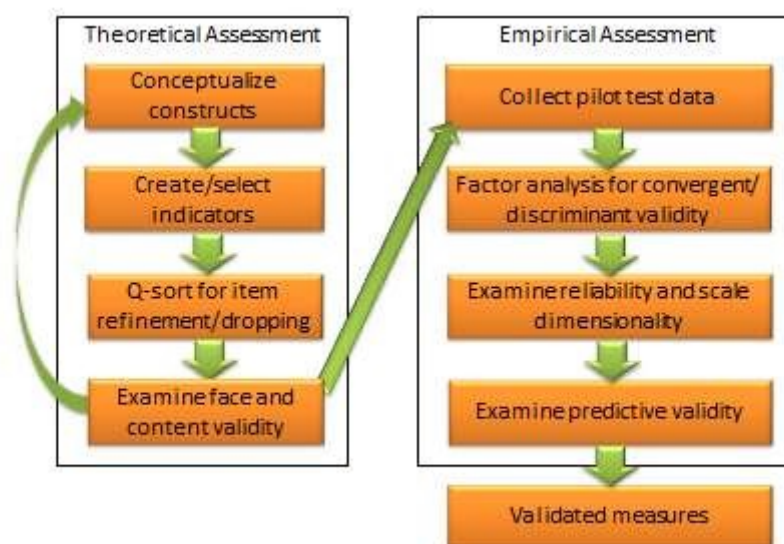 Theoretical Assessment
Conceptualize
constructs
Create/select
indicators
Q-sort for item
refinement/dropping
Examine face and
content validity
Empirical Assessment
Collect pilot test data
Factor analysis for convergent/
discriminant validity
Examine reliability and scale
dimensionality
Examine predictive validity
Validated measures